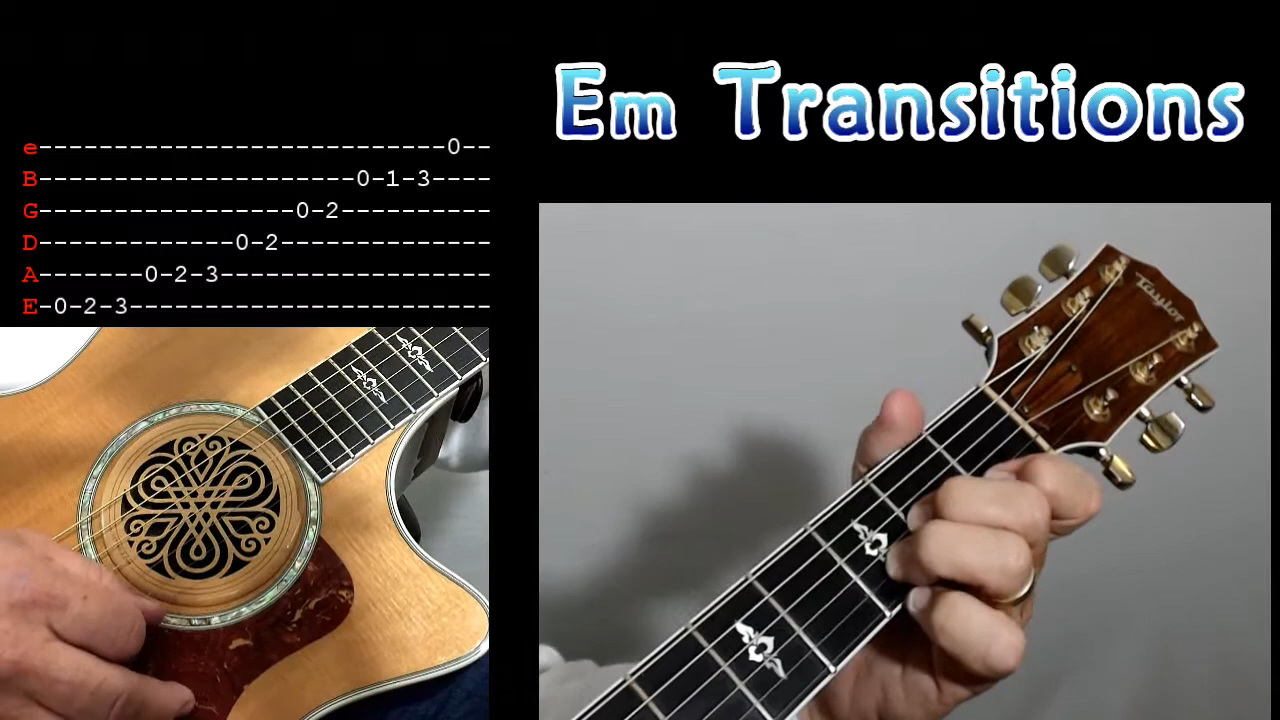 Em Transitions
e---------------------------0--
B---------------------0-1-3----
G-----------------0-2----------
D-------------0-2--------------
A-------0-2-3------------------
E-0-2-3------------------------
Taylor